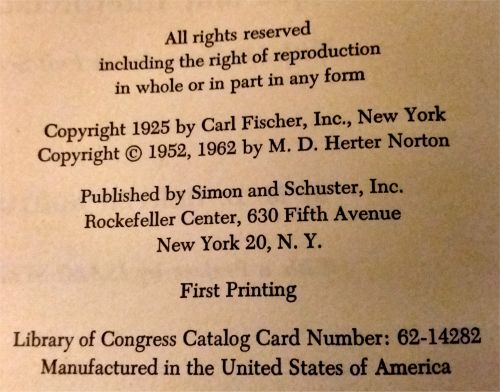 All rights reserved
including the right of reproduction
in whole or in part in any form
Copyright 1925 by Carl Fischer, Inc., New York
Copyright © 1952, 1962 by M. D. Herter Norton
Published by Simon and Schuster, Inc.
Rockefeller Center, 630 Fifth Avenue
New York 20, N. Y.
First Printing
Library of Congress Catalog Card Number: 62-14282
Manufactured in the United States of America